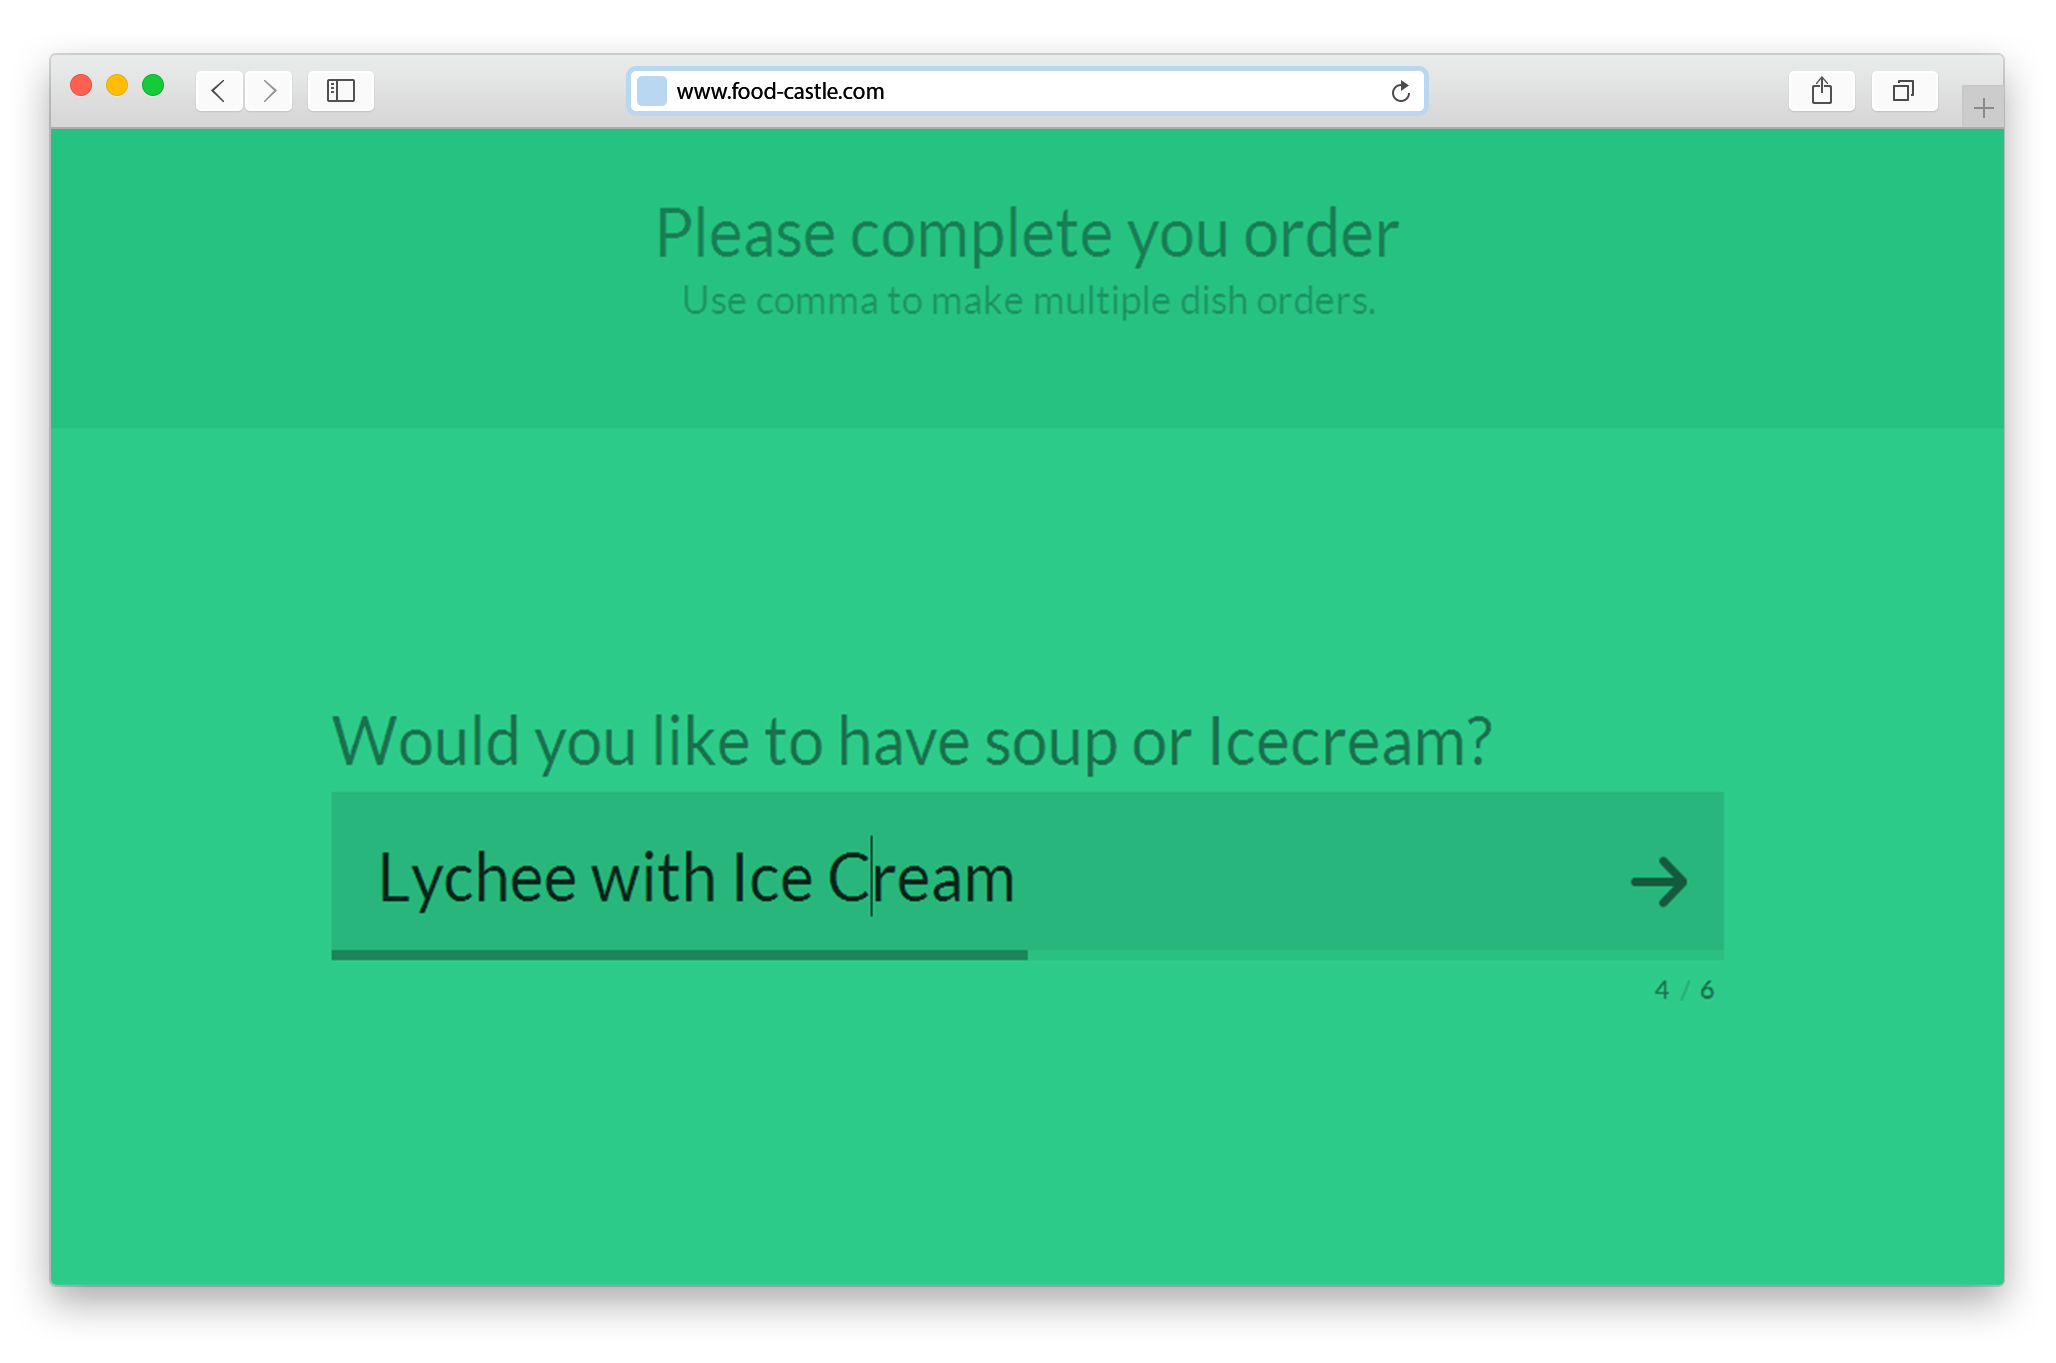 www.food-castle.com
Please complete you order
Use comma to make multiple dish orders.
Would you like to have soup or Icecream?
Lychee with Ice Cream
4 / 6